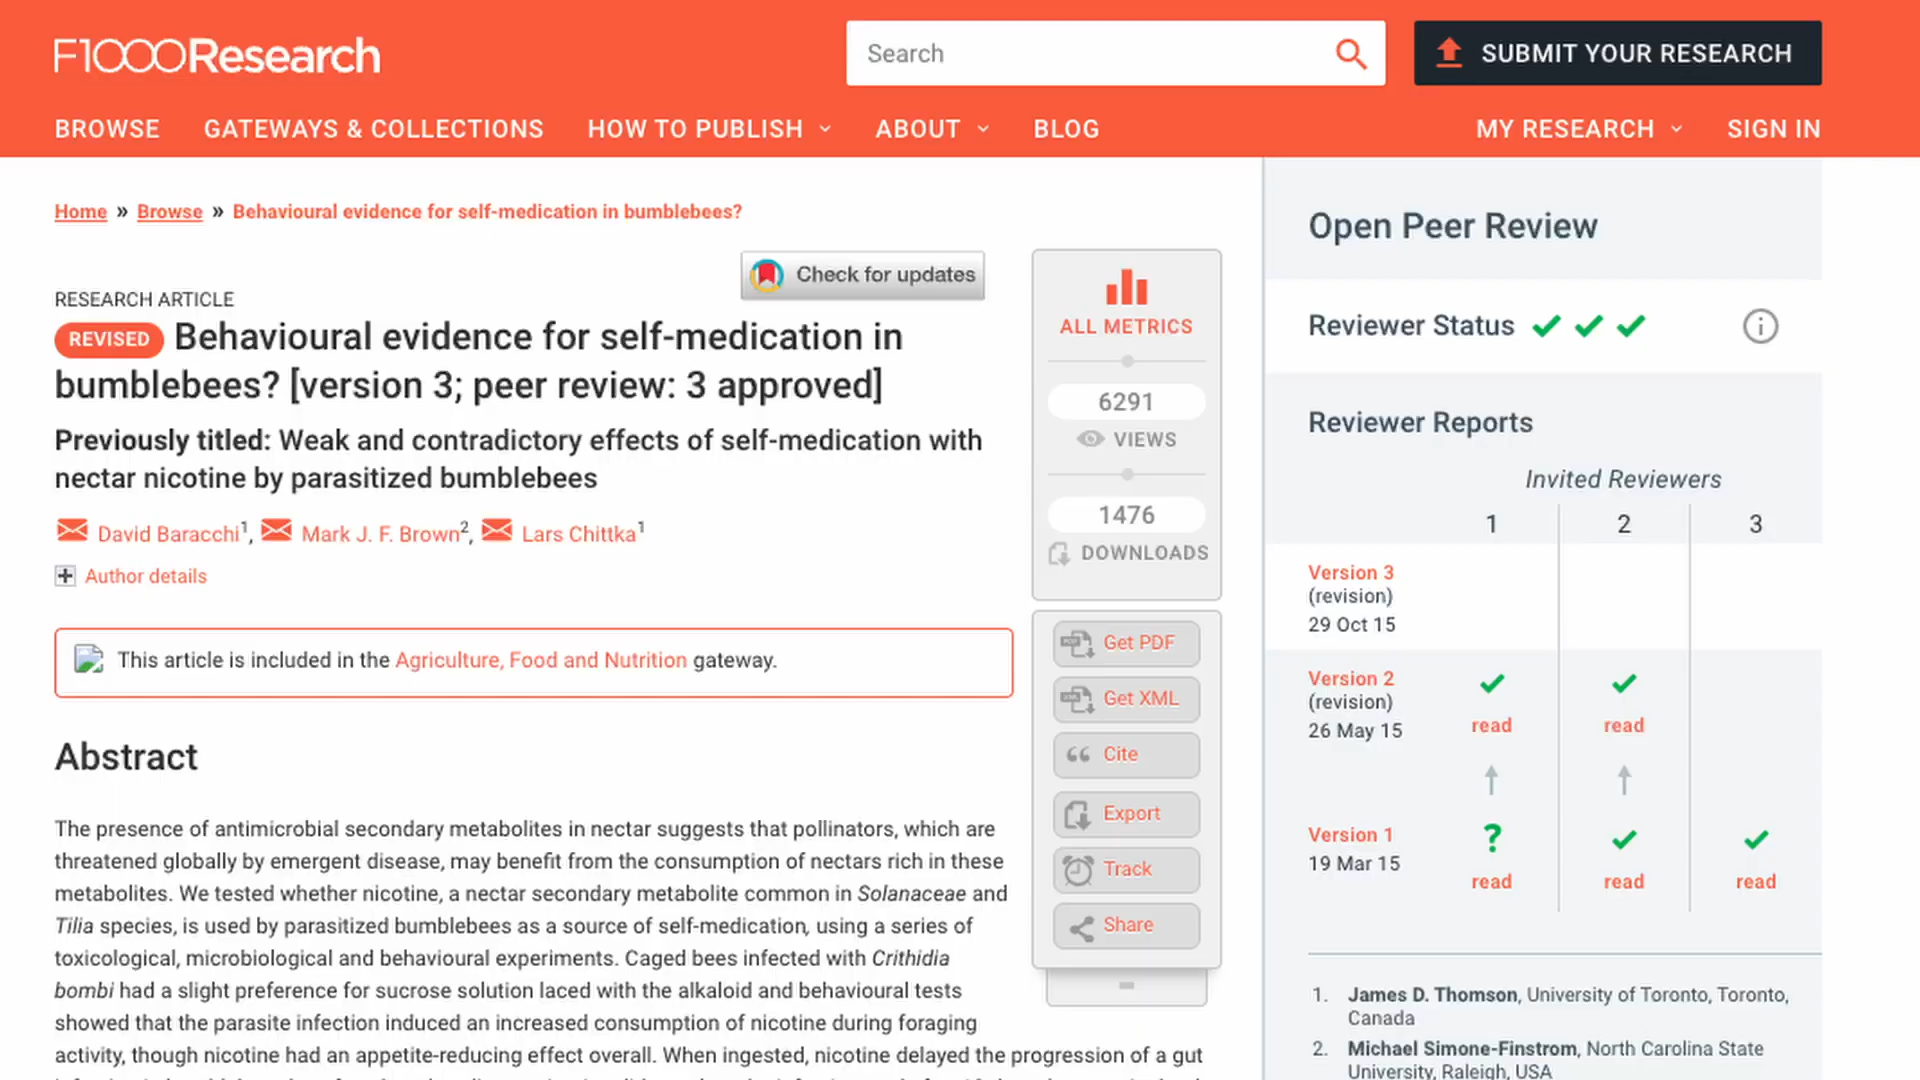 F1000Research
Search
SUBMIT YOUR RESEARCH
BROWSE GATEWAYS & COLLECTIONS HOW TO PUBLISH ABOUT BLOG MY RESEARCH SIGN IN
Home » Browse » Behavioural evidence for self-medication in bumblebees?
Check for updates
RESEARCH ARTICLE
REVISED Behavioural evidence for self-medication in
bumblebees? [version 3; peer review: 3 approved]
Previously titled: Weak and contradictory effects of self-medication with
nectar nicotine by parasitized bumblebees
David Baracchi1, Mark J. F. Brown2, Lars Chittka1
Author details
This article is included in the Agriculture, Food and Nutrition gateway.
Abstract
The presence of antimicrobial secondary metabolites in nectar suggests that pollinators, which are
threatened globally by emergent disease, may benefit from the consumption of nectars rich in these
metabolites. We tested whether nicotine, a nectar secondary metabolite common in Solanaceae and
Tilia species, is used by parasitized bumblebees as a source of self-medication, using a series of
toxicological, microbiological and behavioural experiments. Caged bees infected with Crithidia
bombi had a slight preference for sucrose solution laced with the alkaloid and behavioural tests
showed that the parasite infection induced an increased consumption of nicotine during foraging
activity, though nicotine had an appetite-reducing effect overall. When ingested, nicotine delayed the progression of a gut
ALL METRICS
6291
VIEWS
1476
DOWNLOADS
Get PDF
Get XML
Cite
Export
Track
Share
Open Peer Review
Reviewer Status
Reviewer Reports
Invited Reviewers
1 2 3
Version 3
(revision)
29 Oct 15
Version 2
(revision)
26 May 15
read read
Version 1
19 Mar 15
? 
read read read
1. James D. Thomson, University of Toronto, Toronto,
Canada
2. Michael Simone-Finstrom, North Carolina State
University, Raleigh, USA